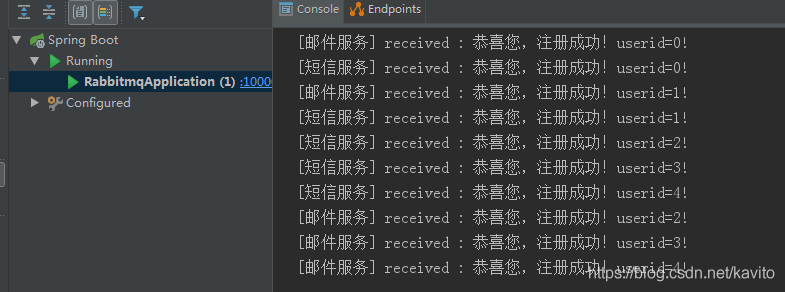 Console Endpoints
Spring Boot
Running
RabbitmqApplication (1) :1000
Configured
[邮件服务] received : 恭喜您，注册成功！userid=0!
[短信服务] received : 恭喜您，注册成功！userid=0!
[邮件服务] received : 恭喜您，注册成功！userid=1!
[短信服务] received : 恭喜您，注册成功！userid=1!
[短信服务] received : 恭喜您，注册成功！userid=2!
[短信服务] received : 恭喜您，注册成功！userid=3!
[短信服务] received : 恭喜您，注册成功！userid=4!
[邮件服务] received : 恭喜您，注册成功！userid=2!
[邮件服务] received : 恭喜您，注册成功！userid=3!
[邮件服务] received : 恭喜您，注册成功！userid=4!
https://blog.csdn.net/kavito